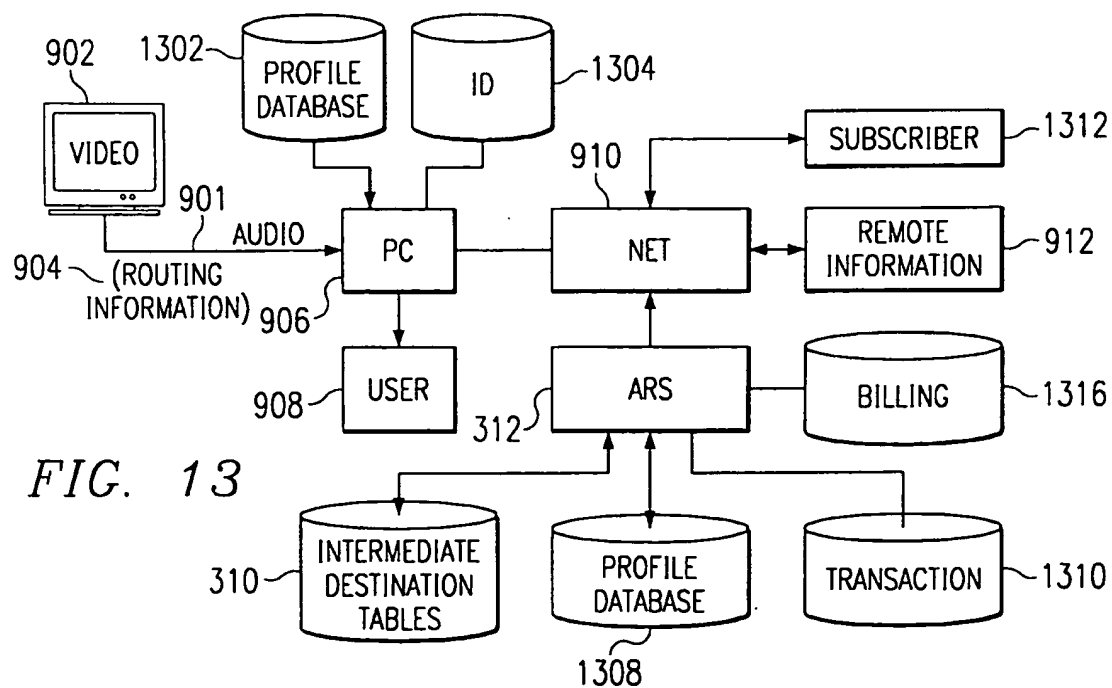 902
1302
PROFILE
DATABASE
ID
1304
VIDEO
SUBSCRIBER
1312
910
901
AUDIO
PC
NET
REMOTE
INFORMATION
912
904
(ROUTING
INFORMATION)
906
USER
908
ARS
312
BILLING
1316
FIG. 13
INTERMEDIATE
DESTINATION
TABLES
310
PROFILE
DATABASE
1308
TRANSACTION
1310